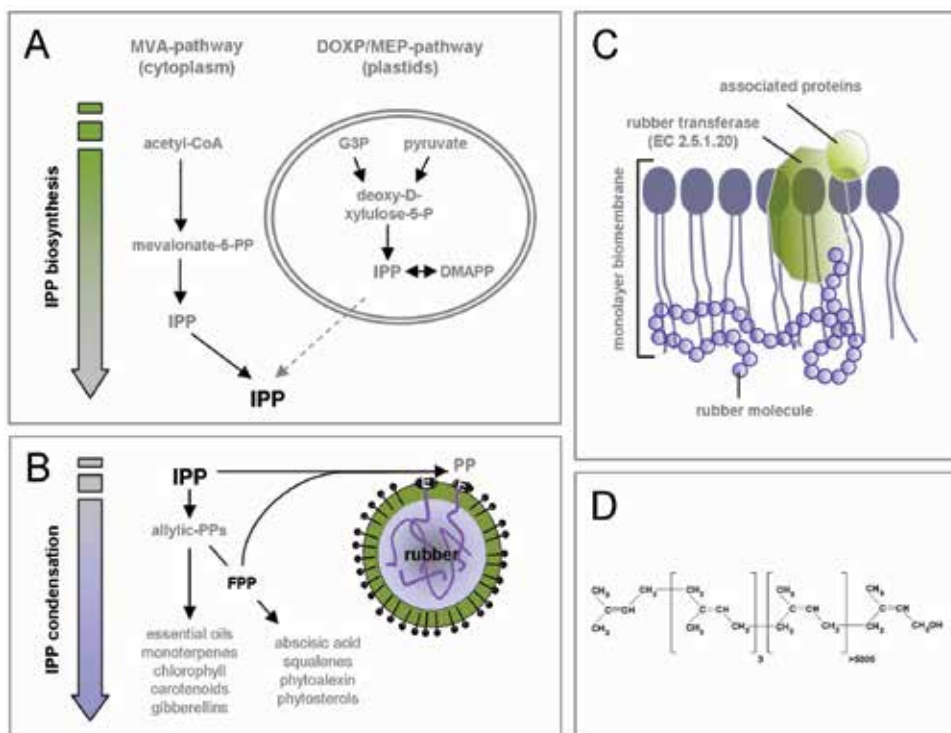 A
MVA-pathway
(cytoplasm)
DOXP/MEP-pathway
(plastids)
IPP biosynthesis
acetyl-CoA
mevalonate-5-PP
IPP
G3P
pyruvate
deoxy-D-
xylulose-5-P
IPP
DMAPP
IPP
B
IPP condensation
IPP
PP
allylic-PPs
FPP
E
E
rubber
essential oils
monoterpenes
chlorophyll
carotenoids
gibberellins
abscisic acid
squalenes
phytoalexin
phytosterols
C
associated proteins
rubber transferase
(EC 2.5.1.20)
monolayer biomembrane
rubber molecule
D
CH₃
C=CH
CH₃
CH₂
CH₃
C=CH
CH₃
CH₂
3
CH₃
C=CH
CH₂
CH₂
>5000
CH₃
C=CH
CH₂
CH₂OH